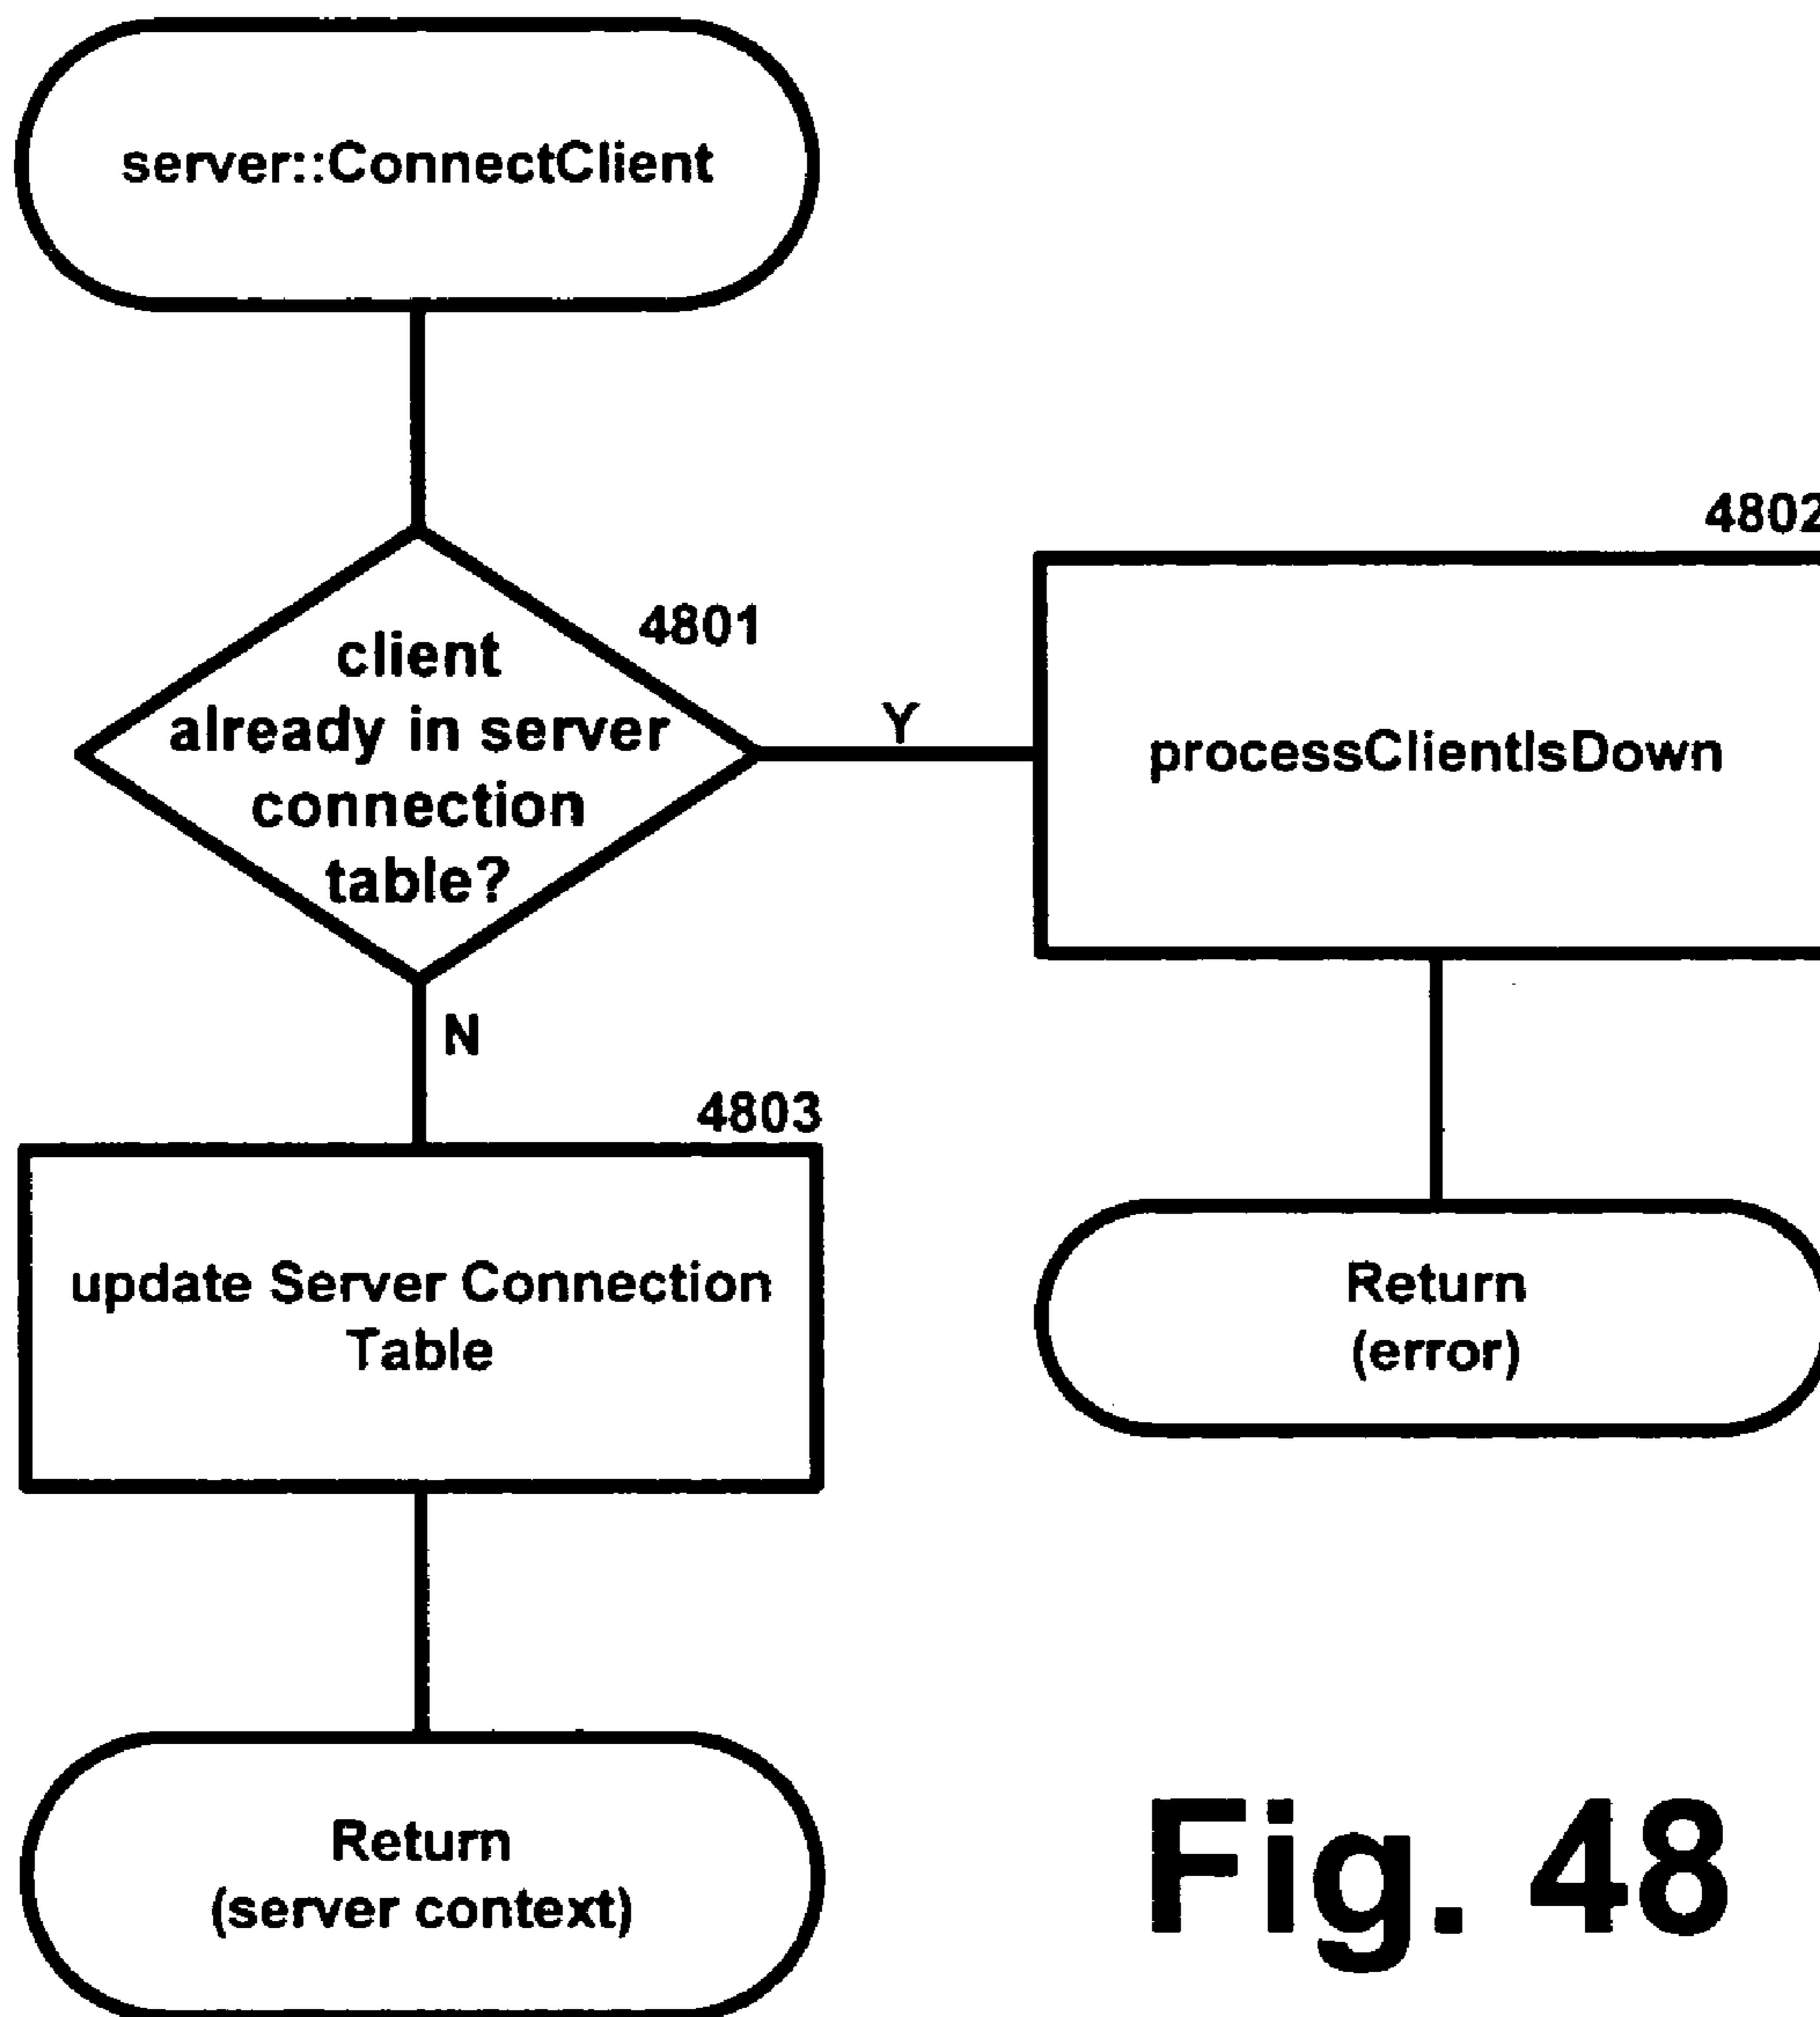 server::ConnectClient
4802
4801
client
already in server
connection
table?
Y
processClientIsDown
N
4803
update Server Connection
Table
Return
(error)
Return
(server context)
Fig. 48